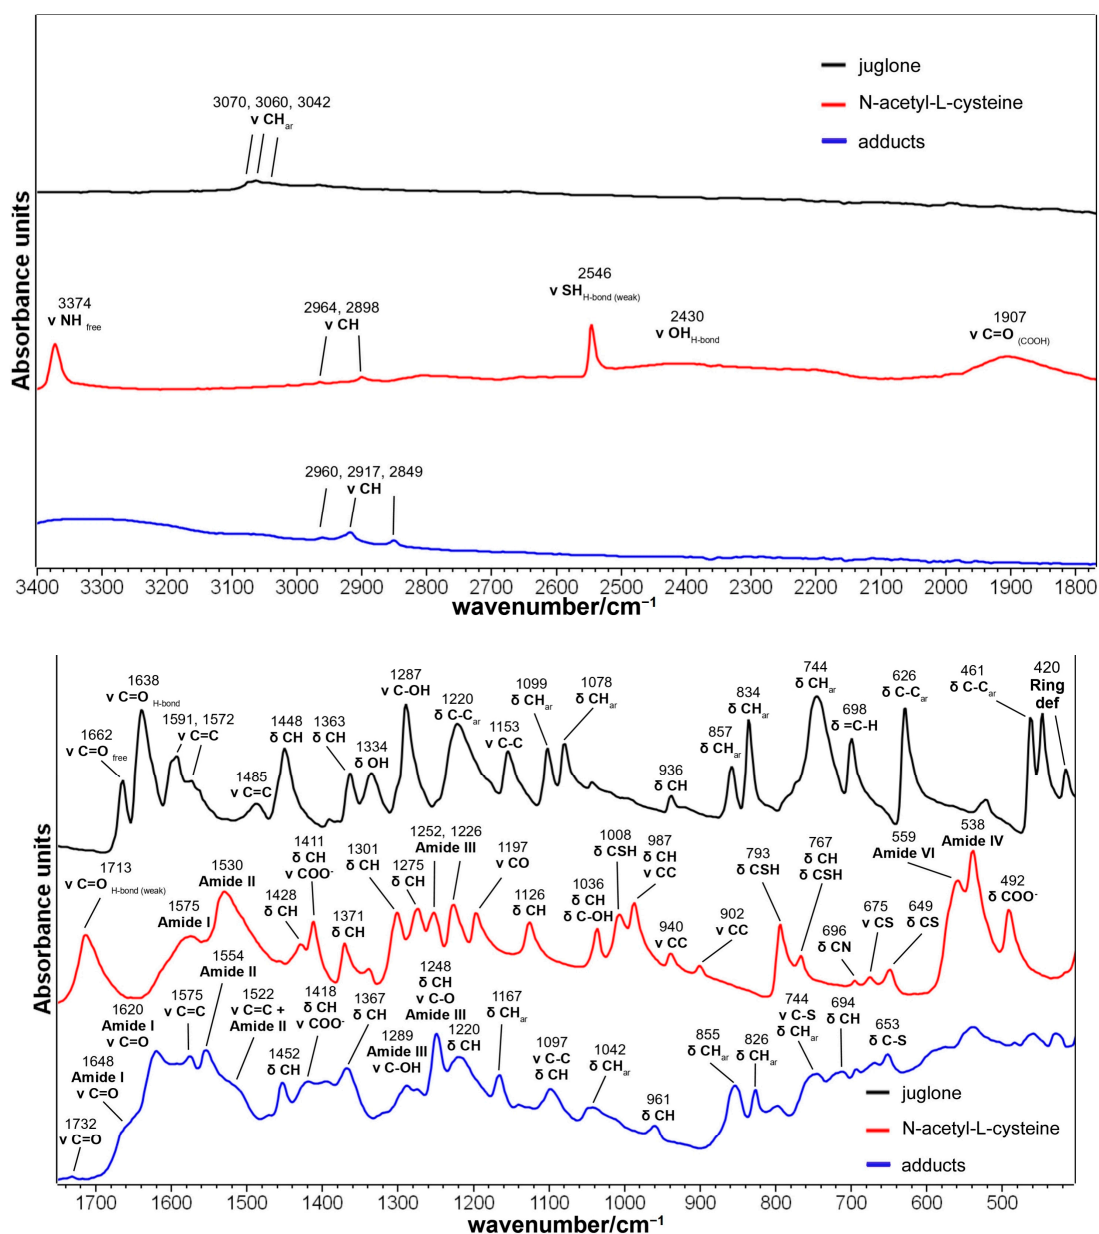 juglone
N-acetyl-L-cysteine
adducts
3070, 3060, 3042
ν CHar
3374
ν NH free
2964, 2898
ν CH
2546
ν SHH-bond (weak)
2430
ν OHH-bond
1907
ν C=O (COOH)
2960, 2917, 2849
ν CH
Absorbance units
3400 3300 3200 3100 3000 2900 2800 2700 2600 2500 2400 2300 2200 2100 2000 1900 1800
wavenumber/cm−1
1662
ν C=O free
1638
ν C=O H-bond
1591, 1572
ν C=C
1485
ν C=C
1448
δ CH
1363
δ CH
1334
δ OH
1287
ν C-OH
1220
δ C-Car
1153
ν C-C
1099
δ CHar
1078
δ CHar
936
δ CH
857
δ CHar
834
δ CHar
744
δ CHar
698
δ =C-H
626
δ C-Car
461
δ C-Car
420
Ring
def
1713
ν C=O H-bond (weak)
1575
Amide I
1530
Amide II
1428
δ CH
1411
δ CH
ν COO-
1371
δ CH
1301
δ CH
1275
δ CH
1252, 1226
Amide III
1197
ν CO
1126
δ CH
1036
δ CH
δ C-OH
1008
δ CSH
987
δ CH
ν CC
940
ν CC
902
ν CC
793
δ CSH
767
δ CH
δ CSH
696
δ CN
675
ν CS
649
δ CS
559
Amide VI
538
Amide IV
492
δ COO-
1732
ν C=O
1648
Amide I
ν C=O
1620
Amide I
ν C=O
1575
ν C=C
1554
Amide II
1522
ν C=C +
Amide II
1452
δ CH
1418
δ CH
ν COO-
1367
δ CH
1289
Amide III
ν C-OH
1248
δ CH
ν C-O
Amide III
1220
δ CH
1167
δ CHar
1097
ν C-C
δ CH
1042
δ CHar
961
δ CH
855
δ CHar
826
δ CHar
744
ν C-S
δ CHar
694
δ CH
653
δ C-S
juglone
N-acetyl-L-cysteine
adducts
Absorbance units
1700 1600 1500 1400 1300 1200 1100 1000 900 800 700 600 500
wavenumber/cm−1